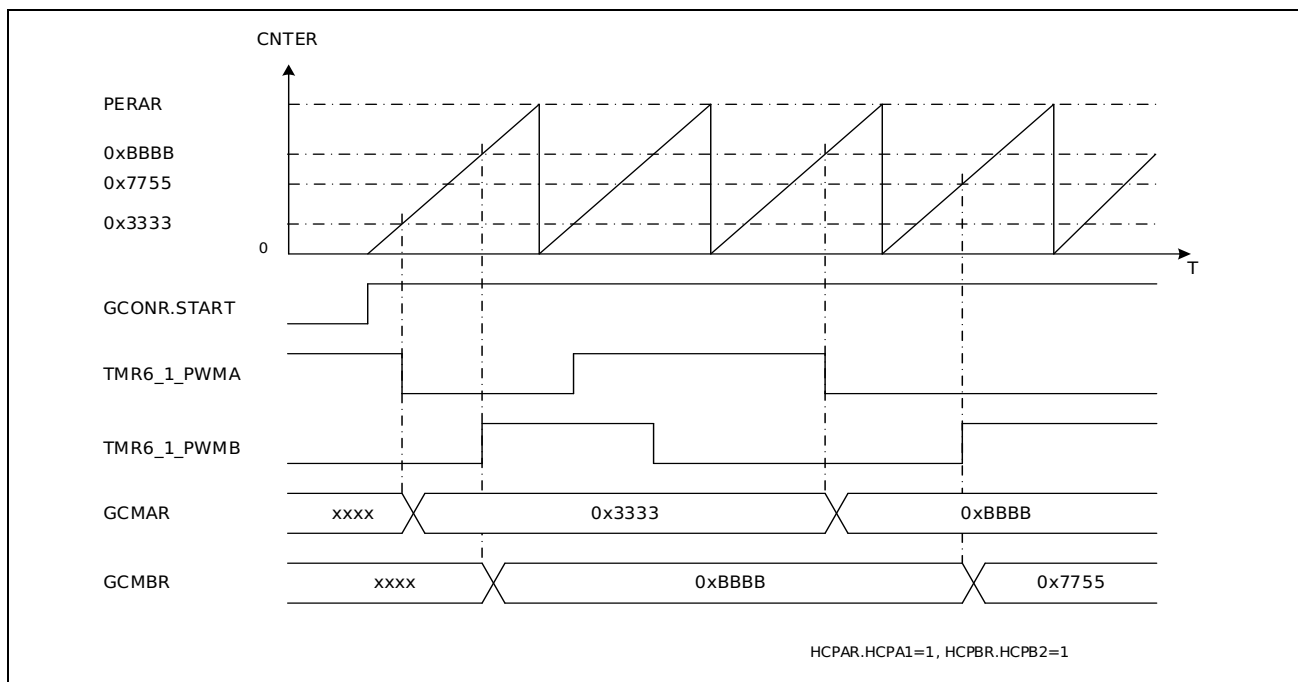 CNTER
PERAR
0xBBBB
0x7755
0x3333
0
T
GCONR.START
TMR6_1_PWMA
TMR6_1_PWMB
GCMAR xxxx 0x3333 0xBBBB
GCMBR xxxx 0xBBBB 0x7755
HCPAR.HCPA1=1, HCPBR.HCPB2=1